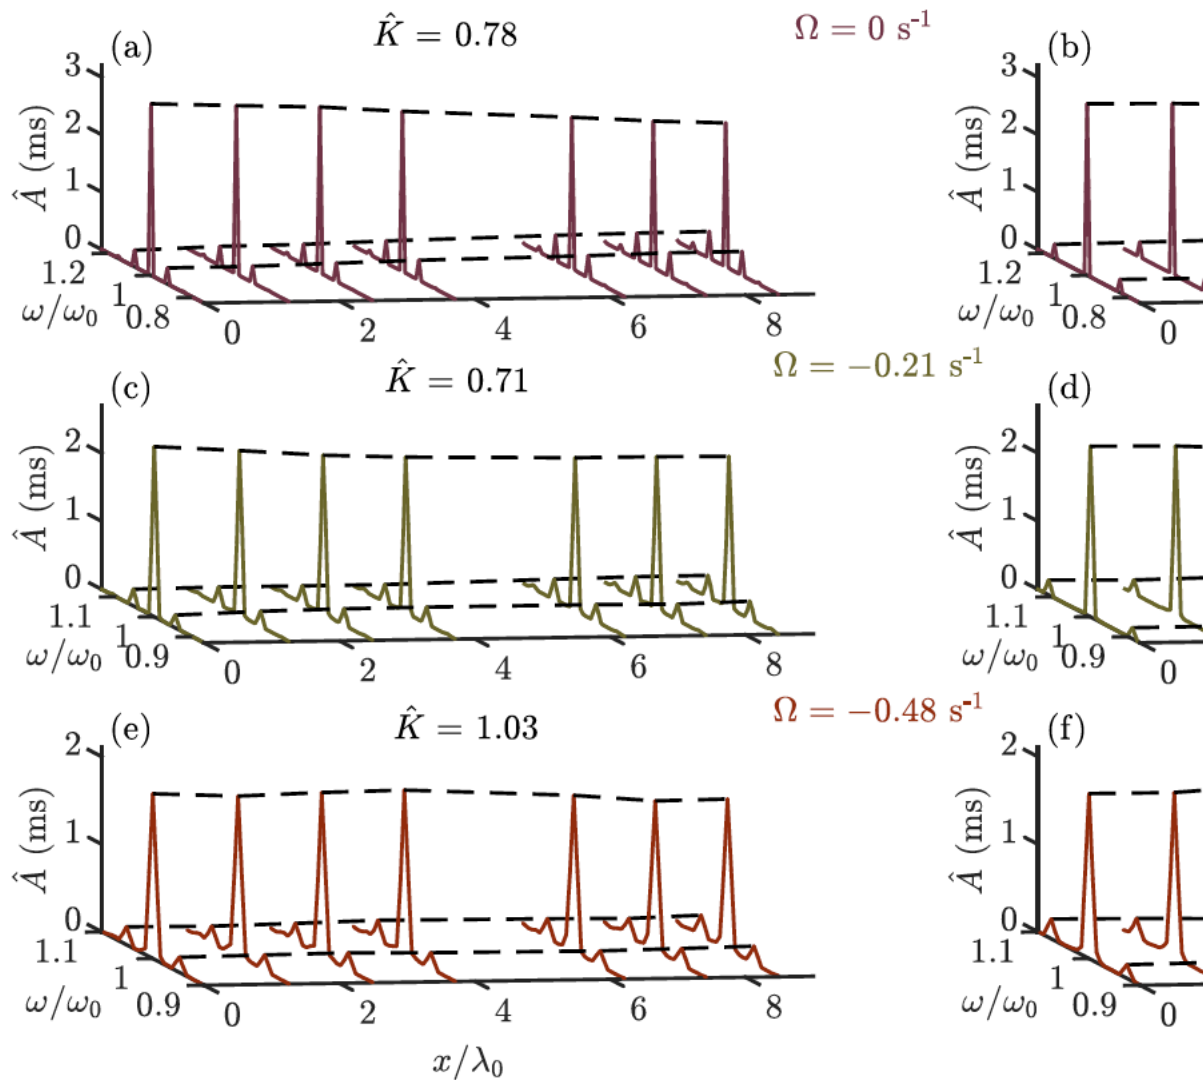 (a) K̂ = 0.78 Ω = 0 s⁻¹ (b)
3 3
2 2
Â (ms) Â (ms)
1 1
0 0
1.2 1.2
1 1
ω/ω₀ 0.8 ω/ω₀ 0.8
0 2 4 6 8 0
(c) K̂ = 0.71 Ω = −0.21 s⁻¹ (d)
2 2
Â (ms) Â (ms)
1 1
0 0
1.1 1.1
1 1
ω/ω₀ 0.9 ω/ω₀ 0.9
0 2 4 6 8 0
(e) K̂ = 1.03 Ω = −0.48 s⁻¹ (f)
2 2
Â (ms) Â (ms)
1 1
0 0
1.1 1.1
1 1
ω/ω₀ 0.9 ω/ω₀ 0.9
0 2 4 6 8 0
x/λ₀